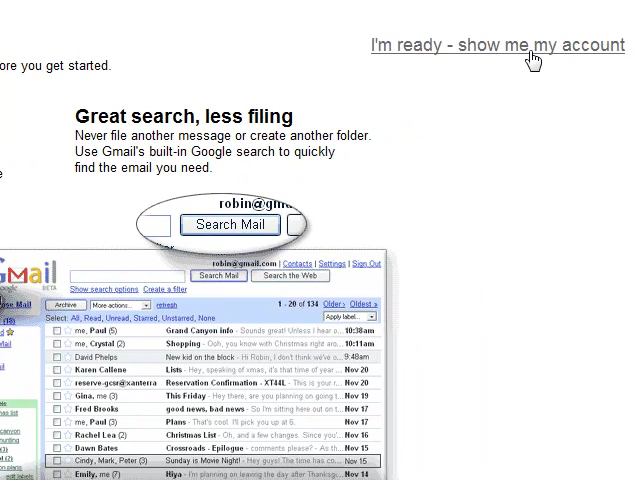 I'm ready - show me my account
ore you get started.
Great search, less filing
Never file another message or create another folder.
Use Gmail's built-in Google search to quickly
find the email you need.
e
robin@gm
Search Mail
robin@gmail.com | Contacts | Settings | Sign Out
Gmail
BETA
Search Mail Search the Web
Show search options Create a filter
ose Mail
Archive More actions... refresh 1 - 20 of 134 Older › Oldest »
(18)
Select: All, Read, Unread, Starred, Unstarred, None Apply label...
me, Paul (5) Grand Canyon info - Sounds great! Unless I hear o... 10:38am
me, Crystal (2) Shopping - Ooh, you know with Christmas right aro... 10:11am
David Phelps New kid on the block - Hi Robin, I don't think we've o... 9:48am
Karen Callene Lists - Hey, speaking of xmas, it's that time of year ... Nov 20
reserve-gcsr@xanterra Reservation Confirmation - XT44L - This is your r... Nov 20
Gina, me (3) This Friday - Hey there, are you planning on going t... Nov 19
Fred Brooks good news, bad news - So I'm sitting here out on t... Nov 17
me, Paul (3) Plans - That's cool. I'll pick you up at 6. Nov 17
Rachel Lea (2) Christmas List - Oh, and a few changes. Since you'... Nov 16
Dawn Bates Crossroads - Epilogue - comments please? - As th... Nov 15
Cindy, Mark, Peter (3) Sunday is Movie Night! - Hey guys! The time has co... Nov 15
Emily, me (7) Hiya - I'm planning on leaving the day after Thanksgi... Nov 14
edit labels